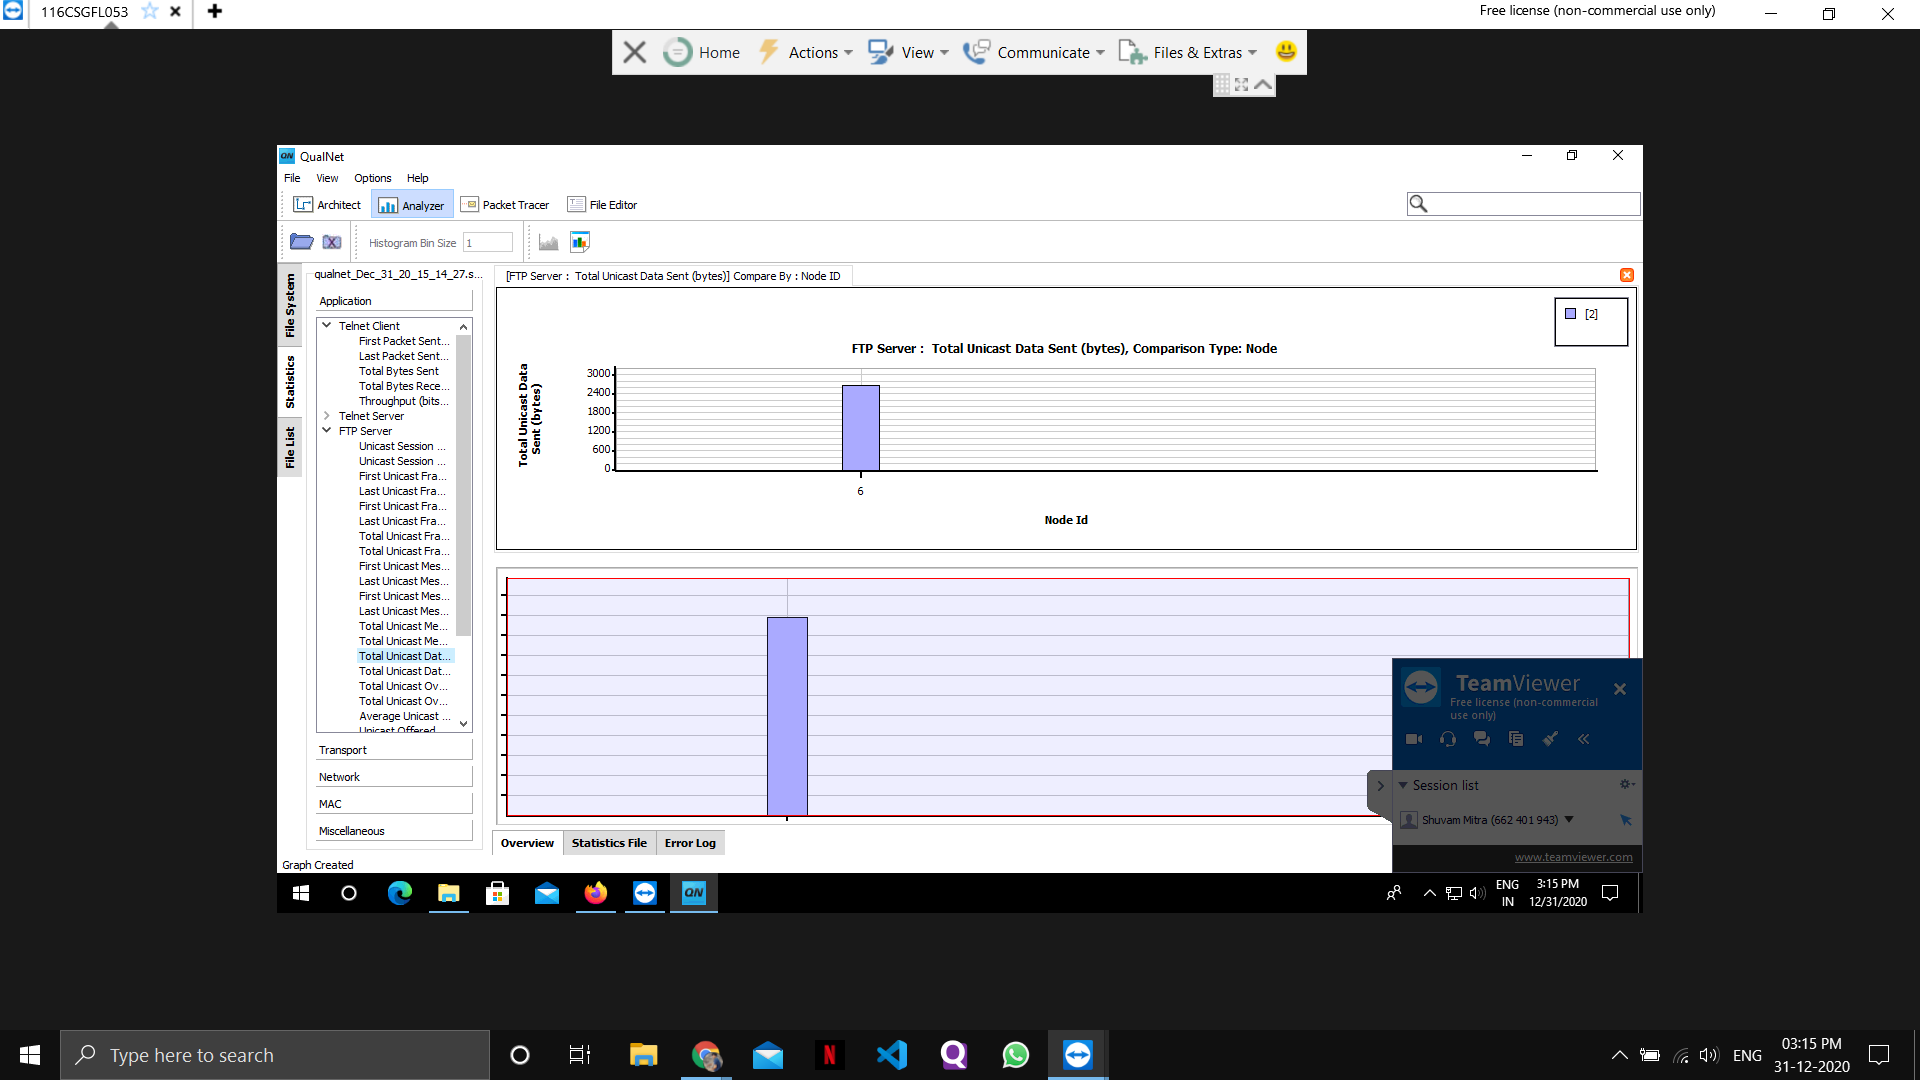 116CSGFL053
Free license (non-commercial use only)
Home
Actions
View
Communicate
Files & Extras
QN QualNet
File View Options Help
Architect
Analyzer
Packet Tracer
File Editor
Histogram Bin Size 1
File System
Statistics
File List
qualnet_Dec_31_20_15_14_27.s...
Application
Telnet Client
First Packet Sent...
Last Packet Sent...
Total Bytes Sent
Total Bytes Rece...
Throughput (bits...
Telnet Server
FTP Server
Unicast Session ...
Unicast Session ...
First Unicast Fra...
Last Unicast Fra...
First Unicast Fra...
Last Unicast Fra...
Total Unicast Fra...
Total Unicast Fra...
First Unicast Mes...
Last Unicast Mes...
First Unicast Mes...
Last Unicast Mes...
Total Unicast Me...
Total Unicast Me...
Total Unicast Dat...
Total Unicast Dat...
Total Unicast Ov...
Total Unicast Ov...
Average Unicast ...
Unicast Offered
Transport
Network
MAC
Miscellaneous
Graph Created
[FTP Server : Total Unicast Data Sent (bytes)] Compare By : Node ID
[2]
FTP Server : Total Unicast Data Sent (bytes), Comparison Type: Node
Total Unicast Data
Sent (bytes)
3000
2400
1800
1200
600
0
6
Node Id
Overview
Statistics File
Error Log
TeamViewer
Free license (non-commercial
use only)
Session list
Shuvam Mitra (662 401 943)
www.teamviewer.com
QN
ENG
IN
3:15 PM
12/31/2020
Type here to search
N
Q
ENG
03:15 PM
31-12-2020